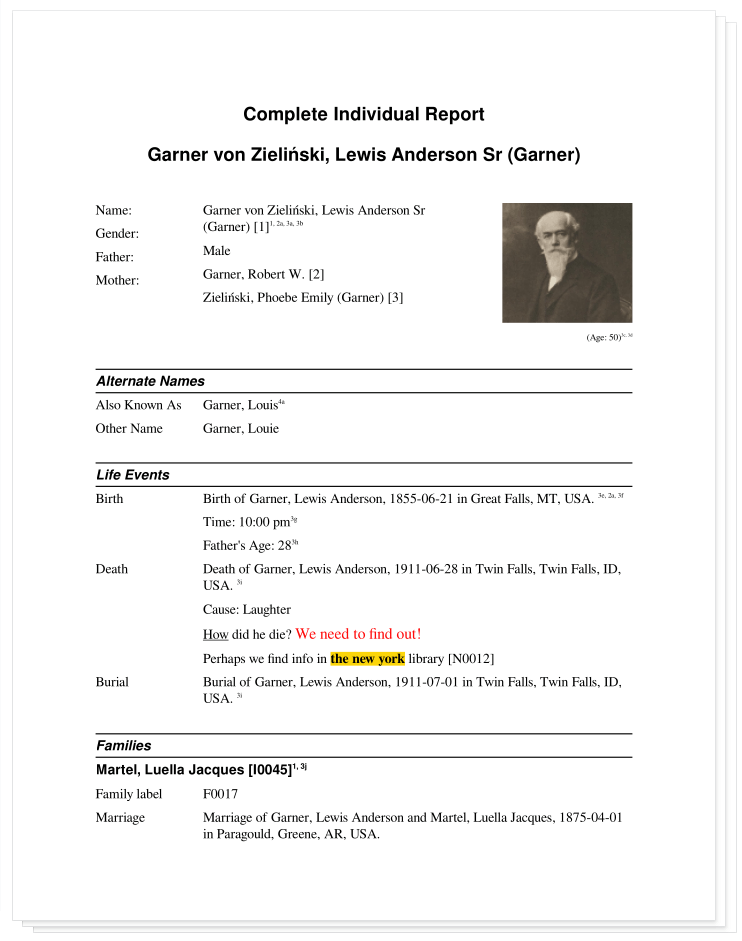 Complete Individual Report
Garner von Zieliński, Lewis Anderson Sr (Garner)
Name:
Garner von Zieliński, Lewis Anderson Sr
(Garner) [1]1, 2a, 3a, 3b
Gender:
Male
Father:
Garner, Robert W. [2]
Mother:
Zieliński, Phoebe Emily (Garner) [3]
(Age: 50)3c, 3d
Alternate Names
Also Known As Garner, Louis4a
Other Name Garner, Louie
Life Events
Birth Birth of Garner, Lewis Anderson, 1855-06-21 in Great Falls, MT, USA. 3e, 2a, 3f
Time: 10:00 pm3g
Father's Age: 283h
Death Death of Garner, Lewis Anderson, 1911-06-28 in Twin Falls, Twin Falls, ID,
USA. 3i
Cause: Laughter
How did he die? We need to find out!
Perhaps we find info in the new york library [N0012]
Burial Burial of Garner, Lewis Anderson, 1911-07-01 in Twin Falls, Twin Falls, ID,
USA. 3i
Families
Martel, Luella Jacques [I0045]1, 3j
Family label F0017
Marriage Marriage of Garner, Lewis Anderson and Martel, Luella Jacques, 1875-04-01
in Paragould, Greene, AR, USA.